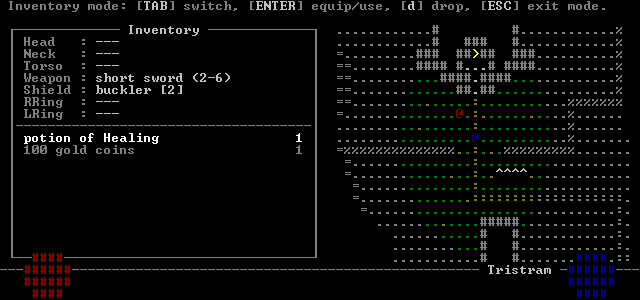 Inventory mode: [TAB] switch, [ENTER] equip/use, [d] drop, [ESC] exit mode.
Inventory
Head : ---
Neck : ---
Torso : ---
Weapon : short sword (2-6)
Shield : buckler [2]
RRing : ---
LRing : ---
potion of Healing 1
100 gold coins 1
Tristram